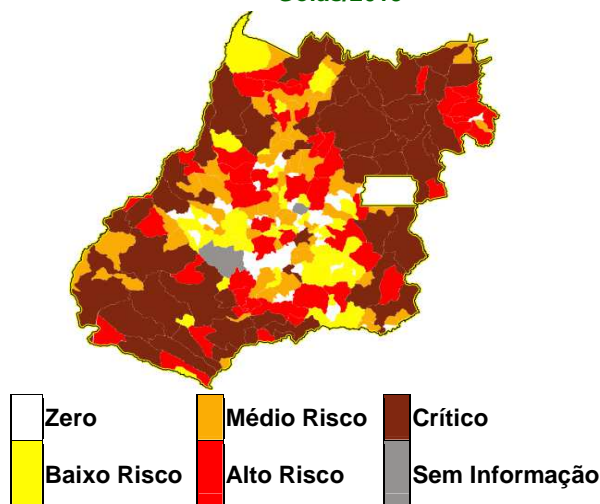 Zero
Médio Risco
Crítico
Baixo Risco
Alto Risco
Sem Informação